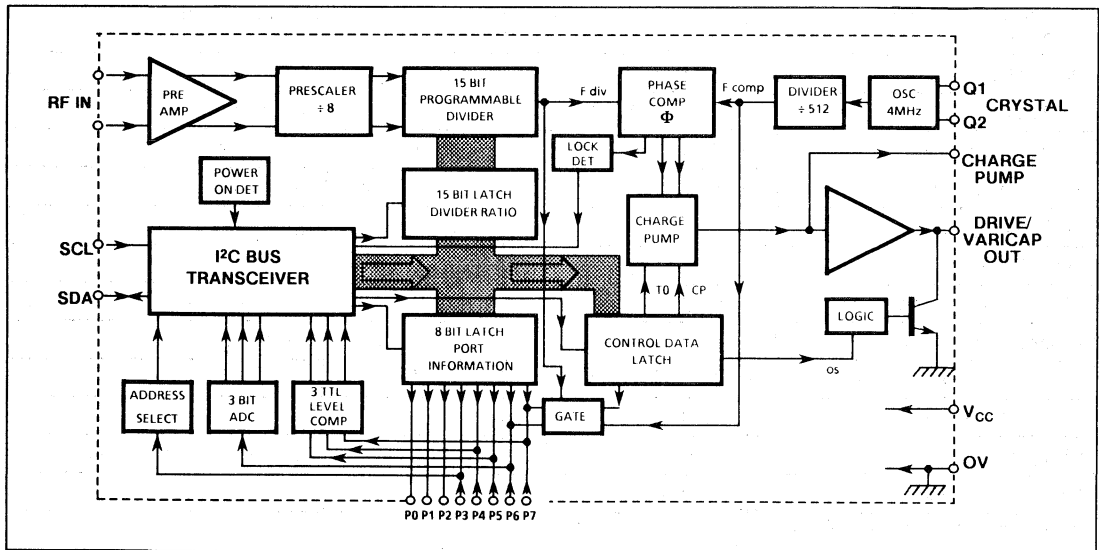 RF IN
PRE
AMP
PRESCALER
÷ 8
15 BIT
PROGRAMMABLE
DIVIDER
F div
PHASE
COMP
Φ
F comp
DIVIDER
÷ 512
OSC
4MHz
Q1
CRYSTAL
Q2
LOCK
DET
CHARGE
PUMP
POWER
ON DET
15 BIT LATCH
DIVIDER RATIO
CHARGE
PUMP
DRIVE/
VARICAP
OUT
SCL
I²C BUS
TRANSCEIVER
SDA
T0
CP
LOGIC
8 BIT LATCH
PORT
INFORMATION
CONTROL DATA
LATCH
OS
ADDRESS
SELECT
3 BIT
ADC
3 TTL
LEVEL
COMP
GATE
VCC
OV
P0 P1 P2 P3 P4 P5 P6 P7